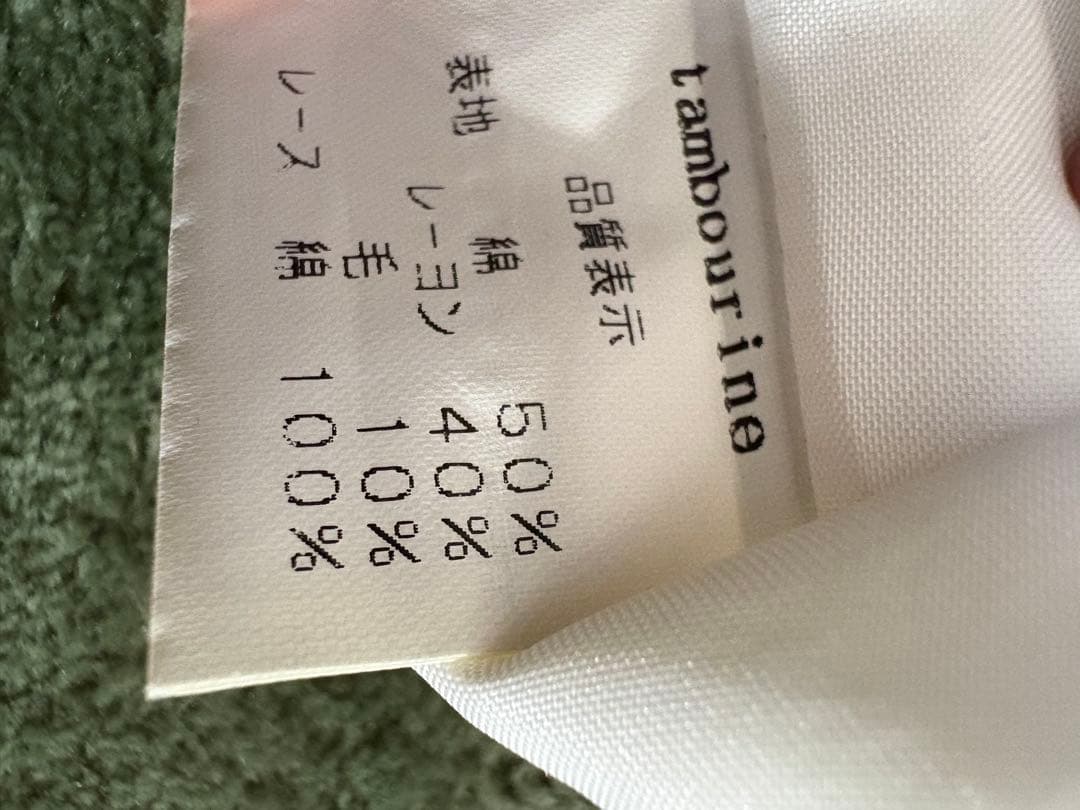 tambourine
品質表示
表地 綿 50%
レーヨン 40%
毛 10%
レース 綿 100%